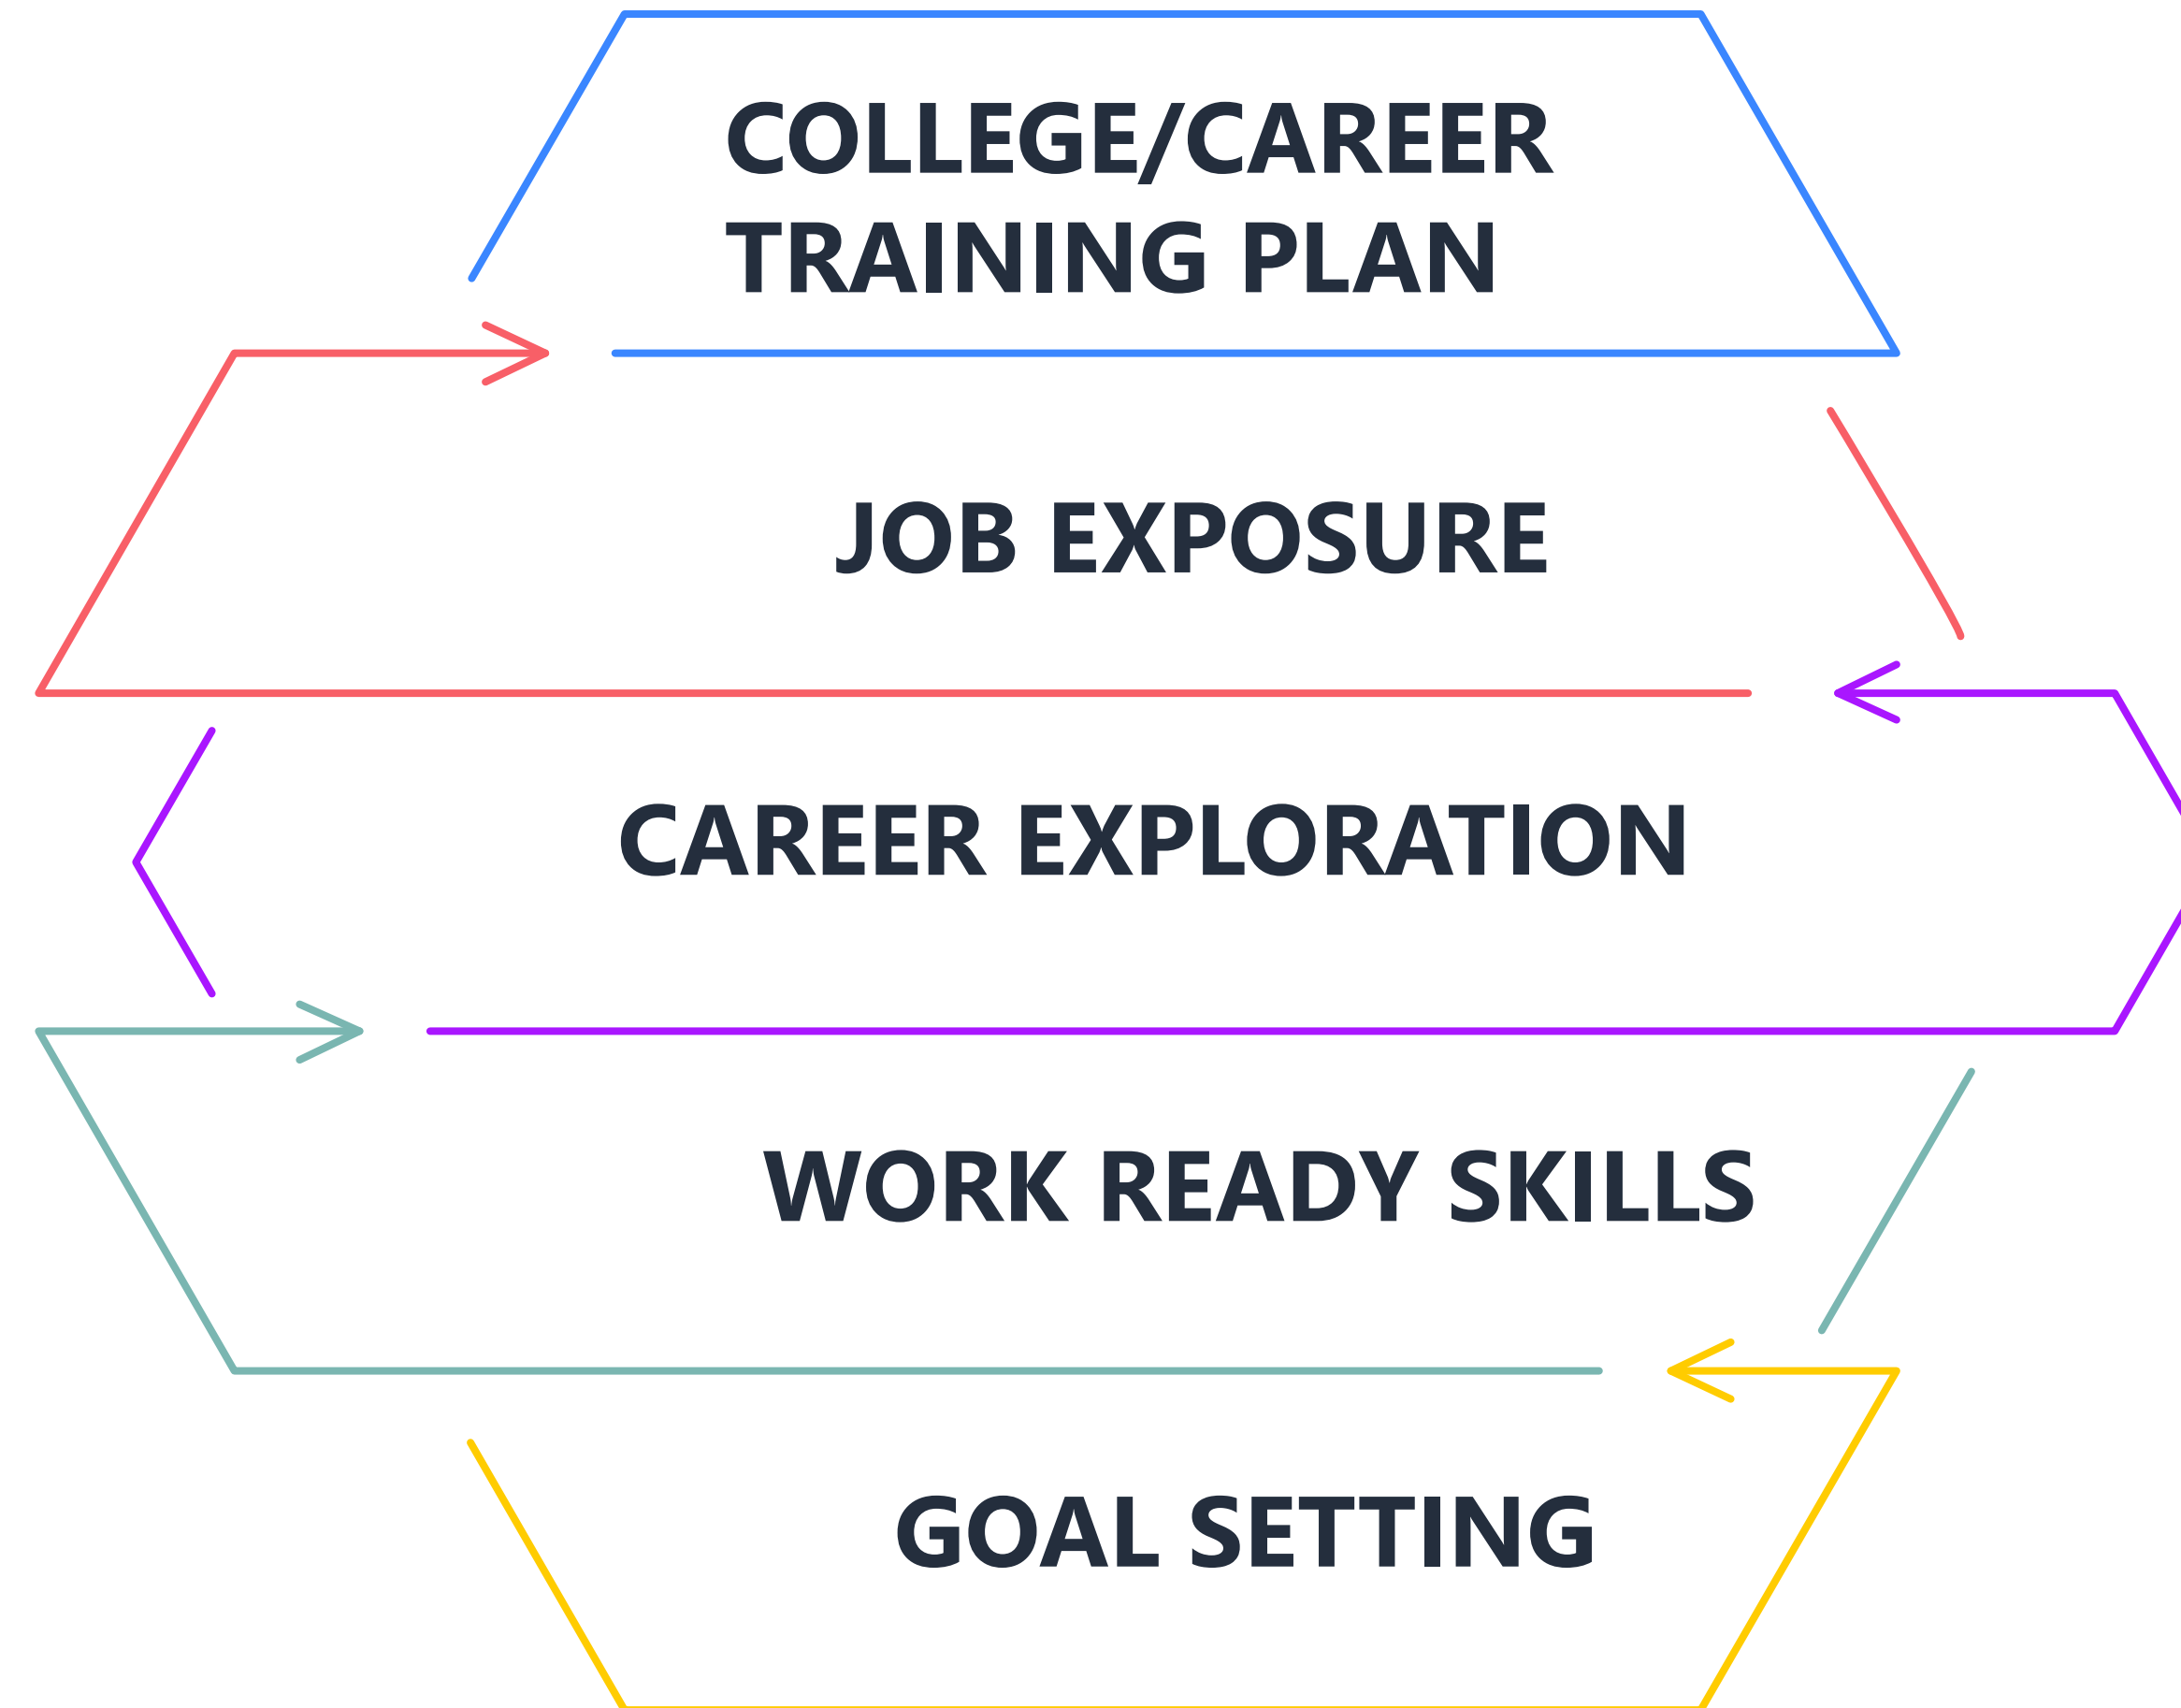 COLLEGE/CAREER
TRAINING PLAN
JOB EXPOSURE
CAREER EXPLORATION
WORK READY SKILLS
GOAL SETTING